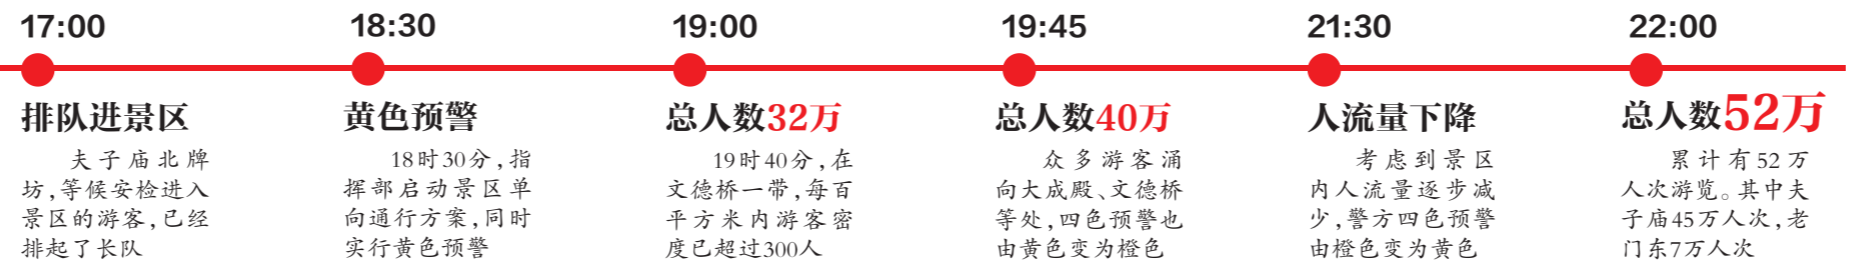 17:00
排队进景区
夫子庙北牌
坊,等候安检进入
景区的游客,已经
排起了长队
18:30
黄色预警
18时30分,指
挥部启动景区单
向通行方案,同时
实行黄色预警
19:00
总人数32万
19时40分,在
文德桥一带,每百
平方米内游客密
度已超过300人
19:45
总人数40万
众多游客涌
向大成殿、文德桥
等处,四色预警也
由黄色变为橙色
21:30
人流量下降
考虑到景区
内人流量逐步减
少,警方四色预警
由橙色变为黄色
22:00
总人数52万
累计有52万
人次游览。其中夫
子庙45万人次,老
门东7万人次